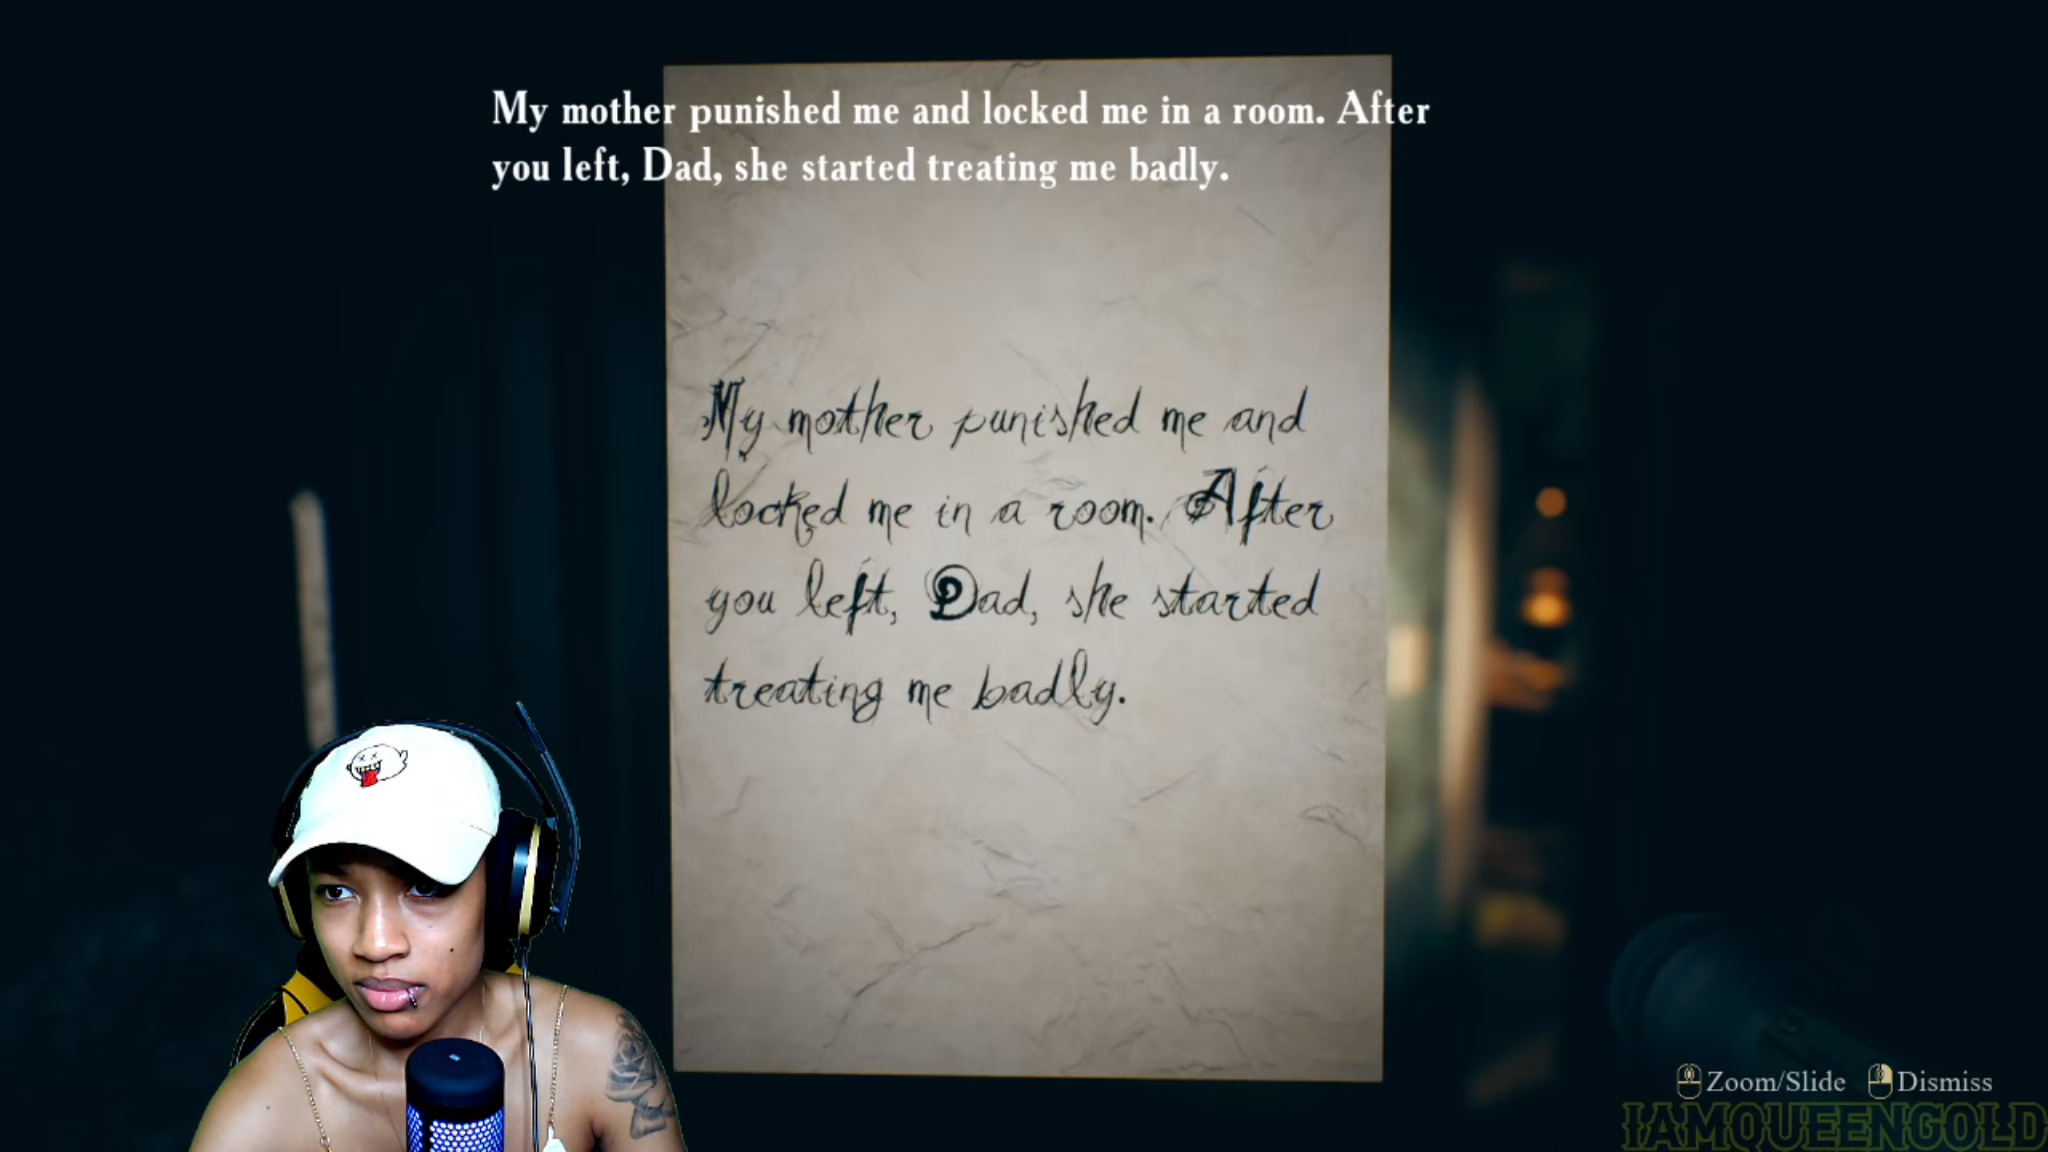 My mother punished me and locked me in a room. After
you left, Dad, she started treating me badly.
My mother punished me and
locked me in a room. After
you left, Dad, she started
treating me badly.
Zoom/Slide Dismiss
IAMQUEENGOLD